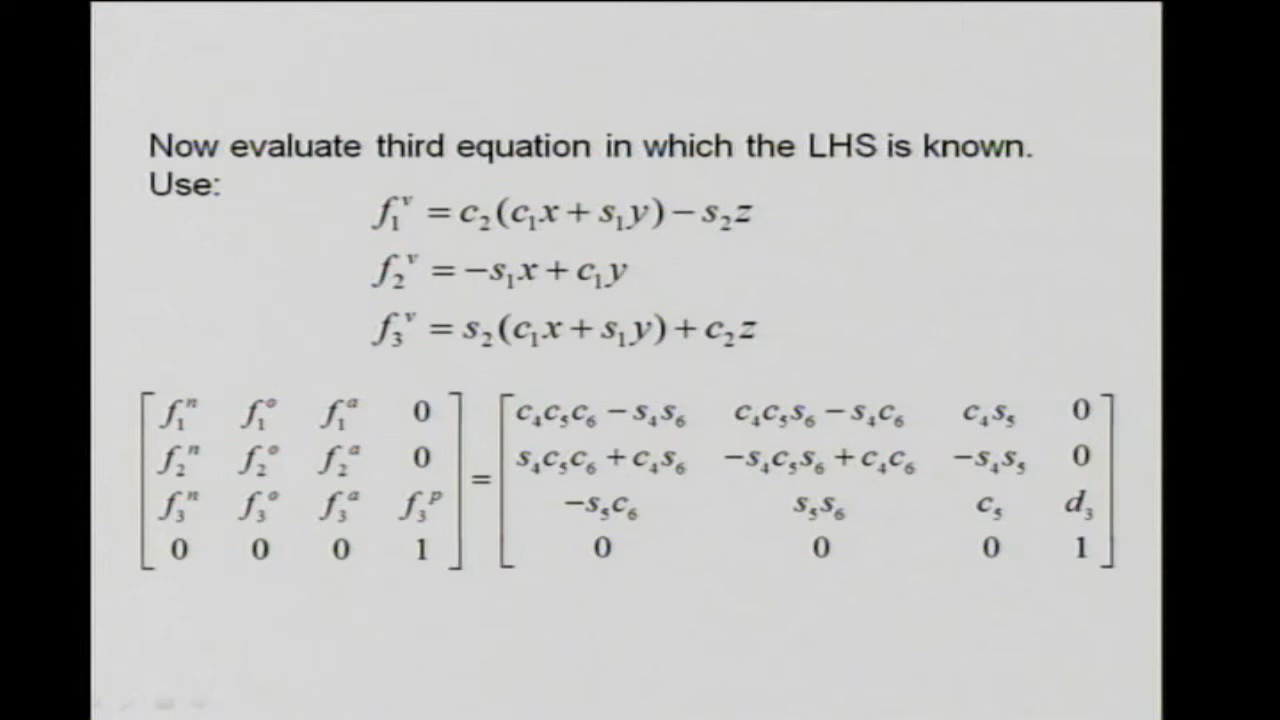 Now evaluate third equation in which the LHS is known.
Use:
f₁ᵛ = c₂(c₁x + s₁y) − s₂z
f₂ᵛ = −s₁x + c₁y
f₃ᵛ = s₂(c₁x + s₁y) + c₂z
[ f₁ⁿ f₁ᵒ f₁ᵃ 0 ] [ c₄c₅c₆ − s₄s₆ c₄c₅s₆ − s₄c₆ c₄s₅ 0 ]
[ f₂ⁿ f₂ᵒ f₂ᵃ 0 ] = [ s₄c₅c₆ + c₄s₆ −s₄c₅s₆ + c₄c₆ −s₄s₅ 0 ]
[ f₃ⁿ f₃ᵒ f₃ᵃ f₃ᵖ ] [ −s₅c₆ s₅s₆ c₅ d₃ ]
[ 0 0 0 1 ] [ 0 0 0 1 ]